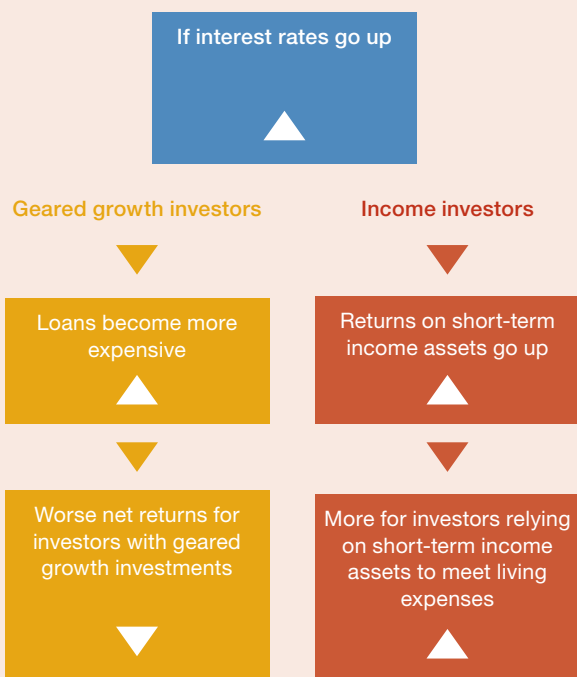 If interest rates go up
Geared growth investors
Income investors
Loans become more
expensive
Returns on short-term
income assets go up
Worse net returns for
investors with geared
growth investments
More for investors relying
on short-term income
assets to meet living
expenses